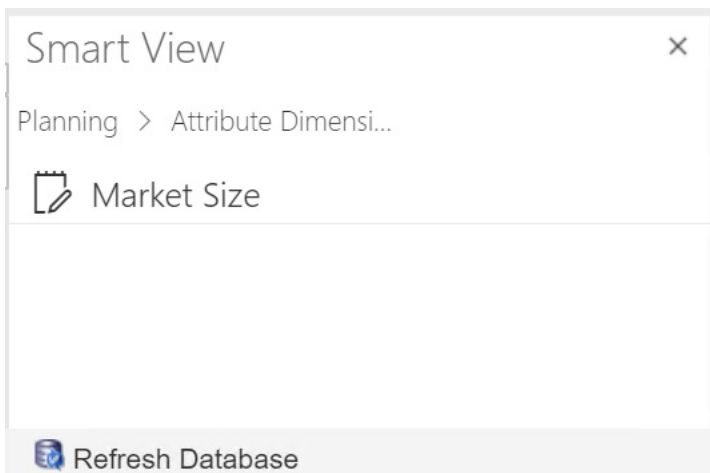 Smart View
Planning > Attribute Dimensi...
Market Size
Refresh Database